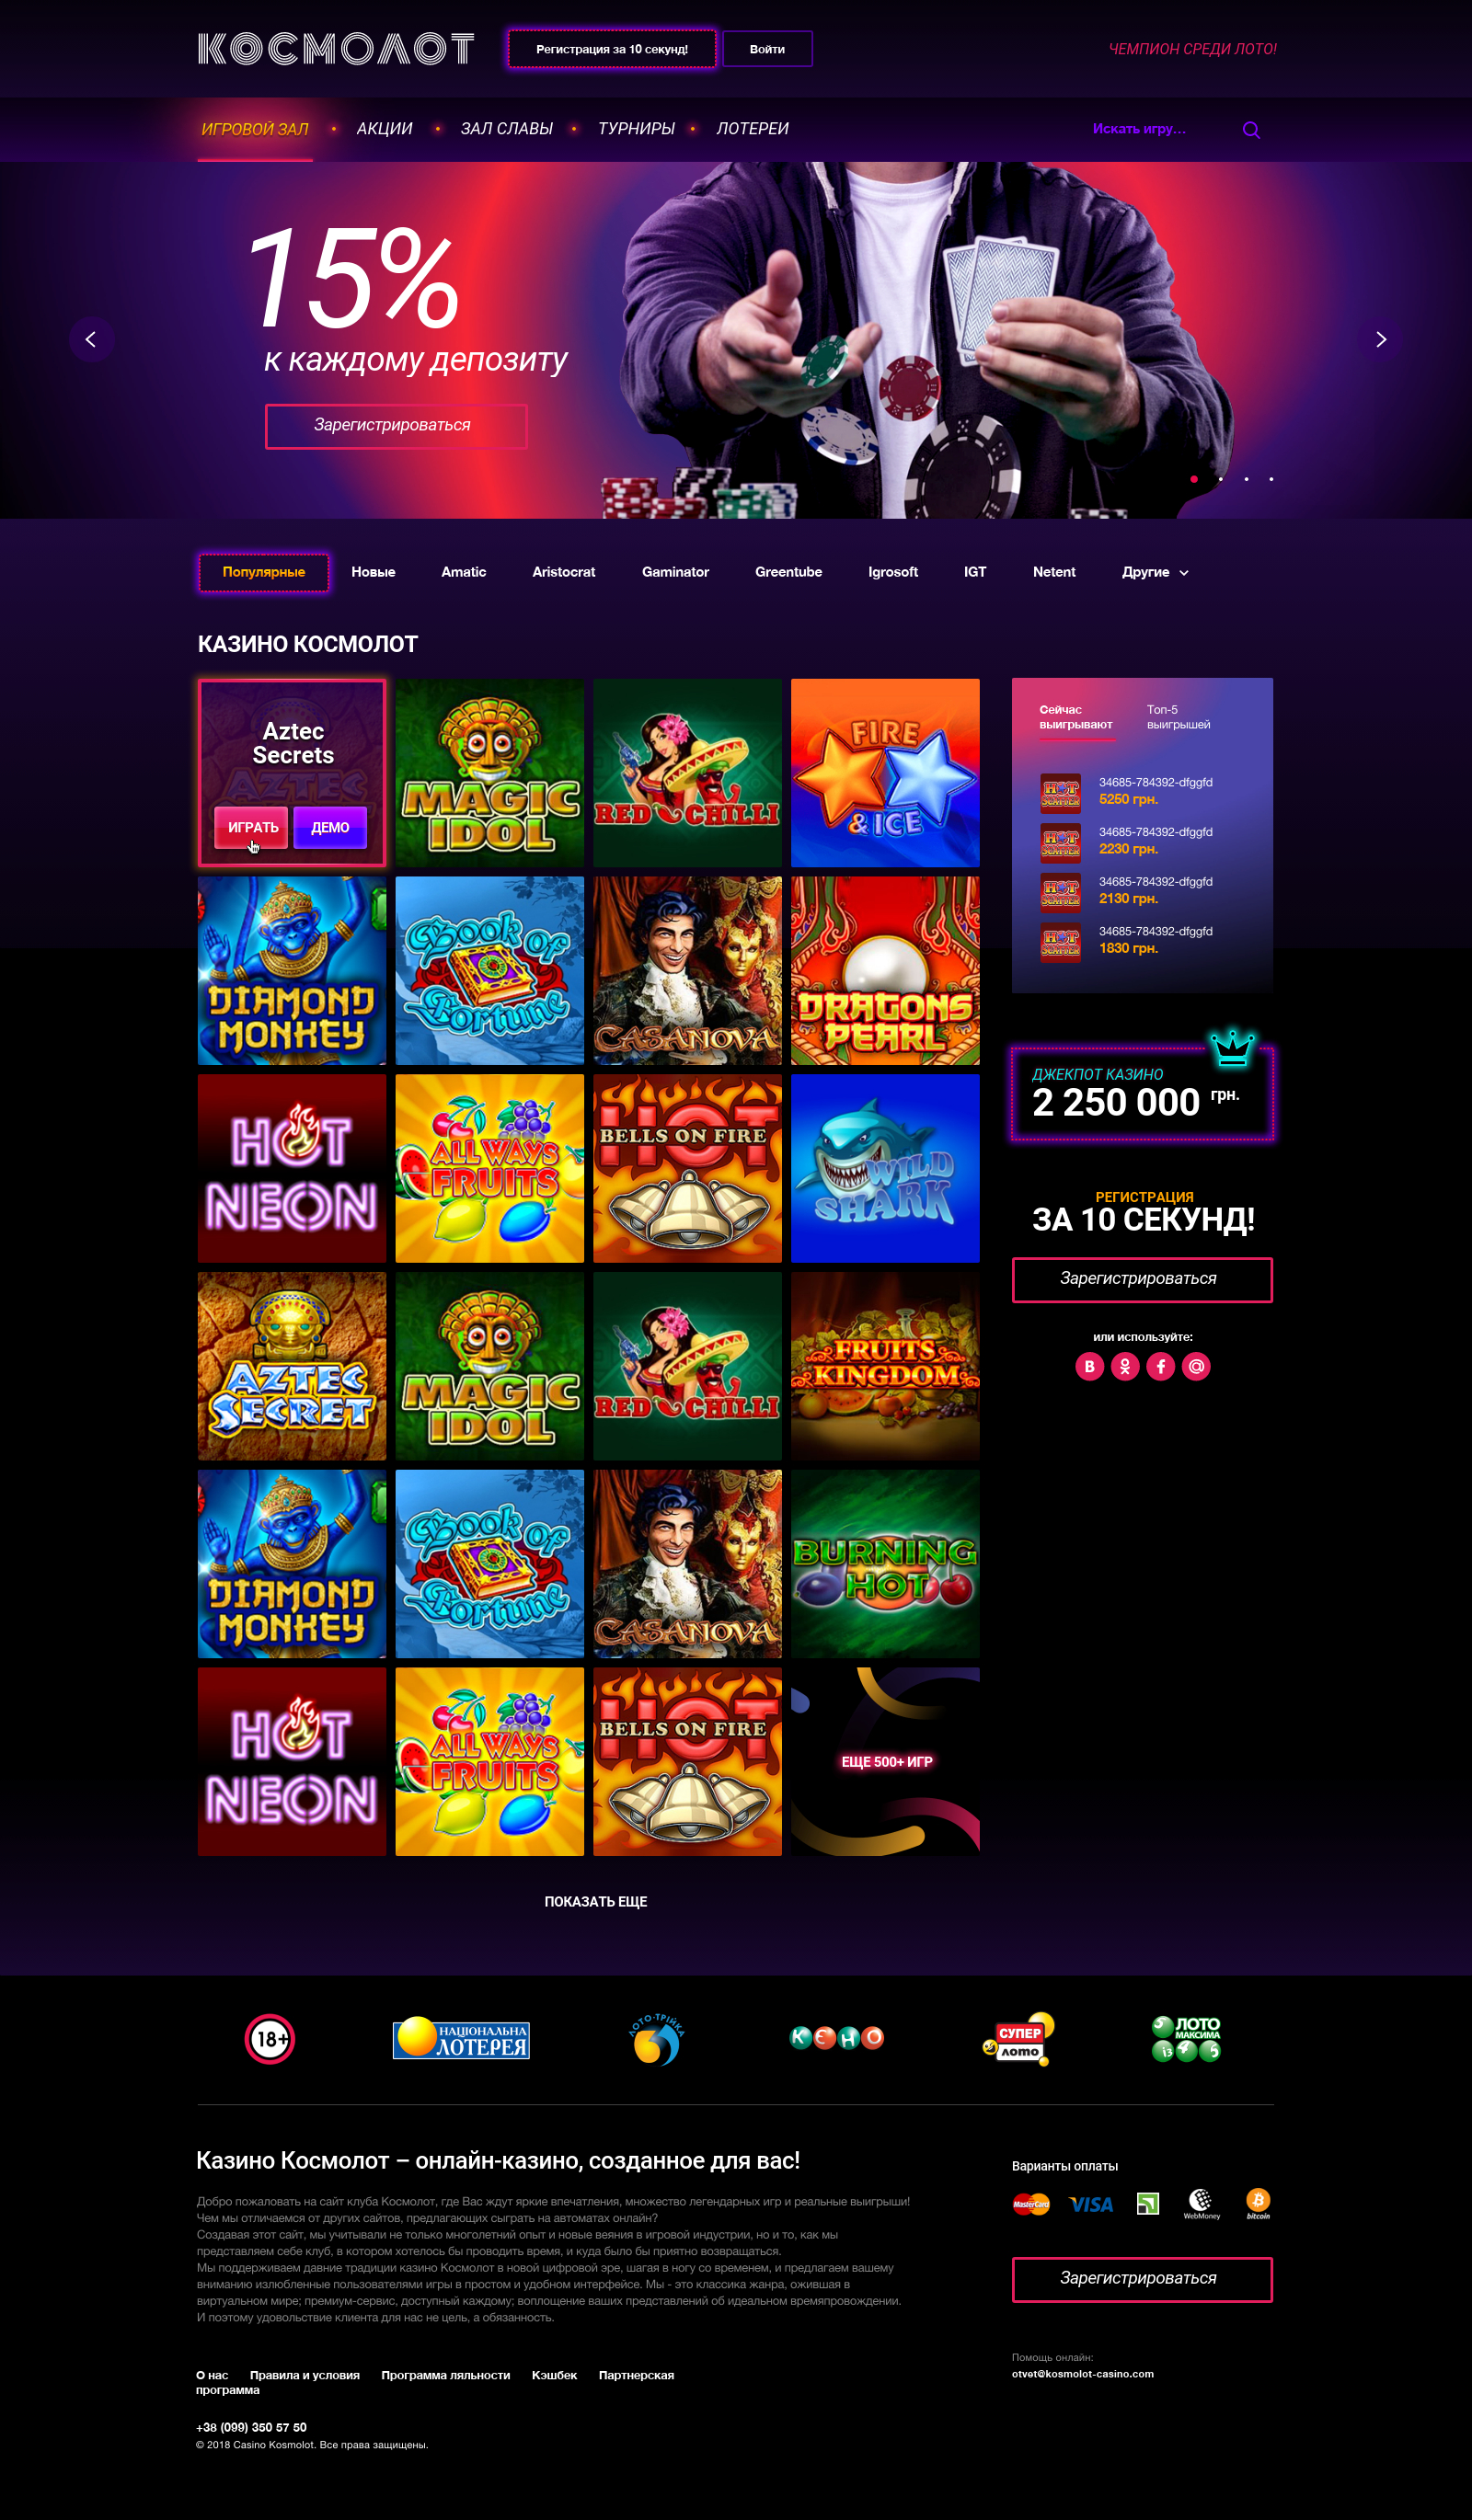 КОСМОЛОТ
Регистрация за 10 секунд!
Войти
ЧЕМПИОН СРЕДИ ЛОТО!
ИГРОВОЙ ЗАЛ
АКЦИИ
ЗАЛ СЛАВЫ
ТУРНИРЫ
ЛОТЕРЕИ
Искать игру...
15%
к каждому депозиту
Зарегистрироваться
Популярные
Новые
Amatic
Aristocrat
Gaminator
Greentube
Igrosoft
IGT
Netent
Другие
КАЗИНО КОСМОЛОТ
Aztec
Secrets
ИГРАТЬ
ДЕМО
MAGIC
IDOL
RED CHILLI
FIRE
& ICE
DIAMOND
MONKEY
Book of
Fortune
CASANOVA
DRAGONS
PEARL
HOT
NEON
ALL WAYS
FRUITS
HOT
BELLS ON FIRE
WILD
SHARK
AZTEC
SECRET
MAGIC
IDOL
RED CHILLI
FRUITS
KINGDOM
DIAMOND
MONKEY
Book of
Fortune
CASANOVA
BURNING
HOT
HOT
NEON
ALL WAYS
FRUITS
HOT
BELLS ON FIRE
ЕЩЕ 500+ ИГР
ПОКАЗАТЬ ЕЩЕ
Сейчас
выигрывают
Топ-5
выигрышей
34685-784392-dfggfd
5250 грн.
34685-784392-dfggfd
2230 грн.
34685-784392-dfggfd
2130 грн.
34685-784392-dfggfd
1830 грн.
ДЖЕКПОТ КАЗИНО
2 250 000 грн.
РЕГИСТРАЦИЯ
ЗА 10 СЕКУНД!
Зарегистрироваться
или используйте:
18+
НАЦІОНАЛЬНА
ЛОТЕРЕЯ
ЛОТО-ТРІЙКА
КЕНО
СУПЕР
лото
ЛОТО
МАКСИМА
Казино Космолот – онлайн-казино, созданное для вас!
Добро пожаловать на сайт клуба Космолот, где Вас ждут яркие впечатления, множество легендарных игр и реальные выигрыши!
Чем мы отличаемся от других сайтов, предлагающих сыграть на автоматах онлайн?
Создавая этот сайт, мы учитывали не только многолетний опыт и новые веяния в игровой индустрии, но и то, как мы
представляем себе клуб, в котором хотелось бы проводить время, и куда было бы приятно возвращаться.
Мы поддерживаем давние традиции казино Космолот в новой цифровой эре, шагая в ногу со временем, и предлагаем вашему
вниманию излюбленные пользователями игры в простом и удобном интерфейсе. Мы - это классика жанра, ожившая в
виртуальном мире; премиум-сервис, доступный каждому; воплощение ваших представлений об идеальном времяпровождении.
И поэтому удовольствие клиента для нас не цель, а обязанность.
О нас
Правила и условия
Программа ляльности
Кэшбек
Партнерская
программа
+38 (099) 350 57 50
© 2018 Casino Kosmolot. Все права защищены.
Варианты оплаты
MasterCard
VISA
WebMoney
bitcoin
Зарегистрироваться
Помощь онлайн:
otvet@kosmolot-casino.com